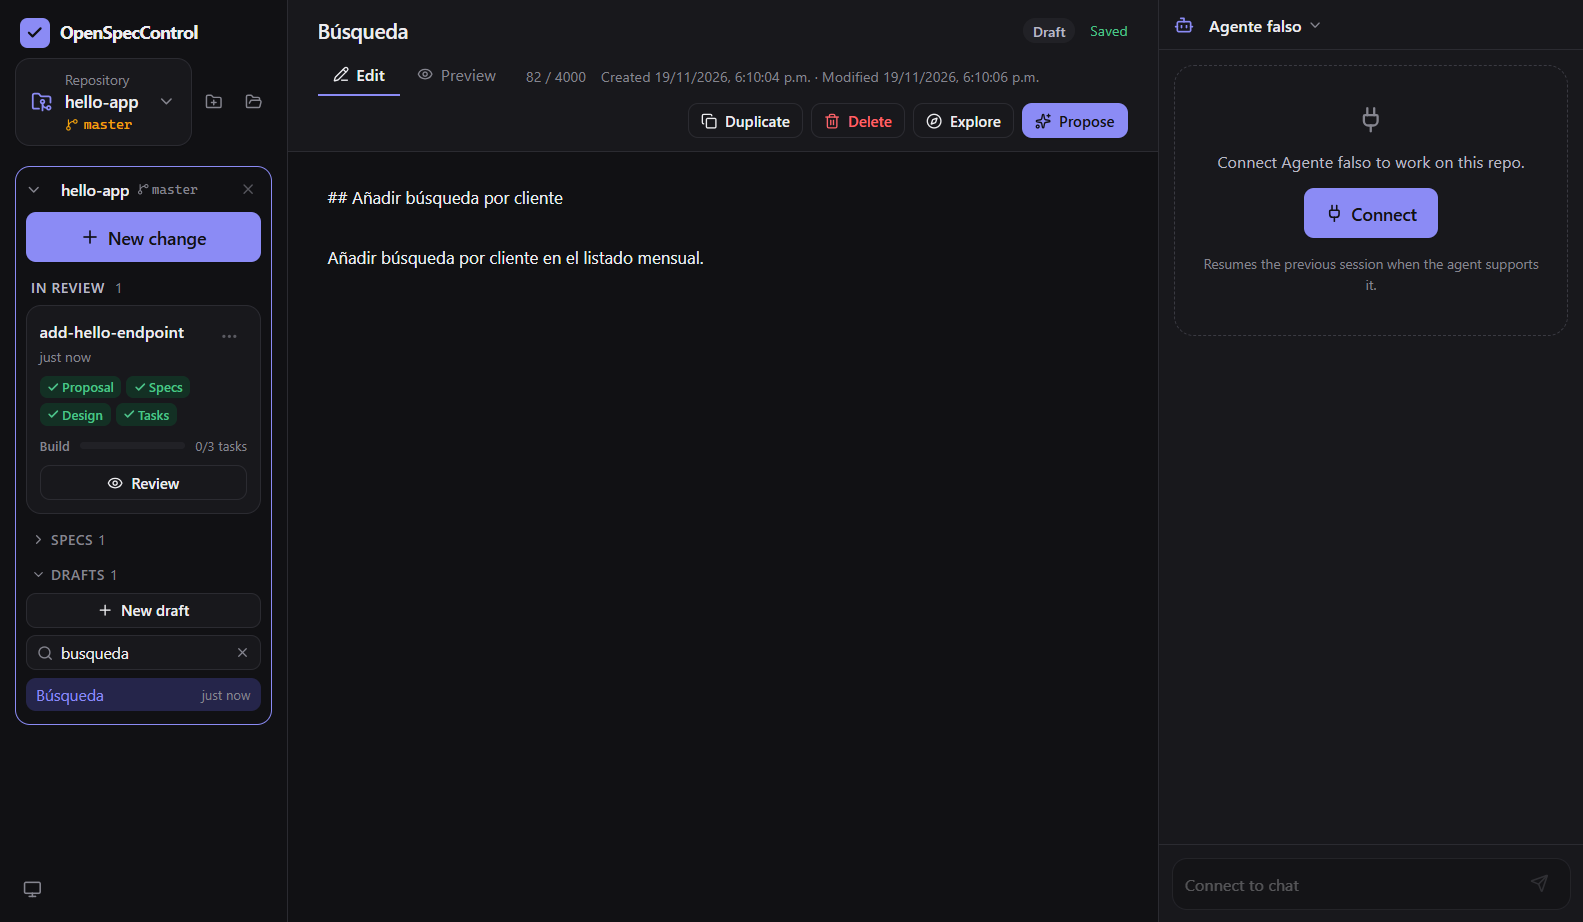 OpenSpecControl
Repository
hello-app
master
hello-app master
New change
IN REVIEW 1
add-hello-endpoint
just now
Proposal
Specs
Design
Tasks
Build
0/3 tasks
Review
SPECS 1
DRAFTS 1
New draft
busqueda
Búsqueda
just now
Búsqueda
Draft
Saved
Edit
Preview
82 / 4000
Created 19/11/2026, 6:10:04 p.m. · Modified 19/11/2026, 6:10:06 p.m.
Duplicate
Delete
Explore
Propose
## Añadir búsqueda por cliente
Añadir búsqueda por cliente en el listado mensual.
Agente falso
Connect Agente falso to work on this repo.
Connect
Resumes the previous session when the agent supports
it.
Connect to chat